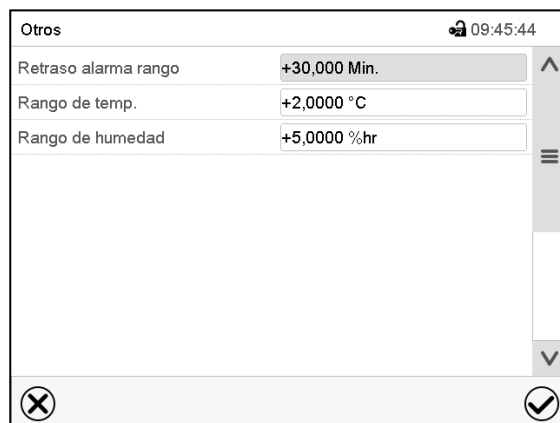 Otros 09:45:44
Retraso alarma rango +30,000 Min.
Rango de temp. +2,0000 °C
Rango de humedad +5,0000 %hr